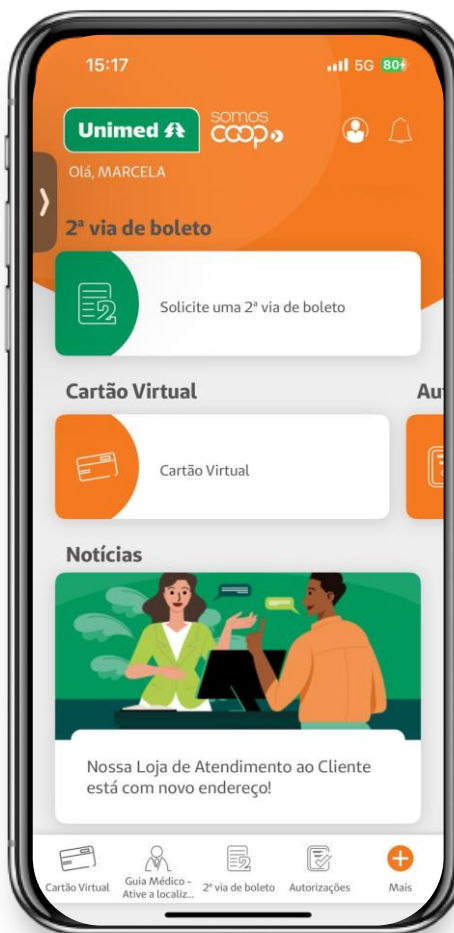 15:17
5G 80
Unimed
somos
coop
Olá, MARCELA
2ª via de boleto
Solicite uma 2ª via de boleto
Cartão Virtual
Au
Cartão Virtual
Notícias
Nossa Loja de Atendimento ao Cliente
está com novo endereço!
Cartão Virtual
Guia Médico -
Ative a localiz...
2ª via de boleto
Autorizações
Mais